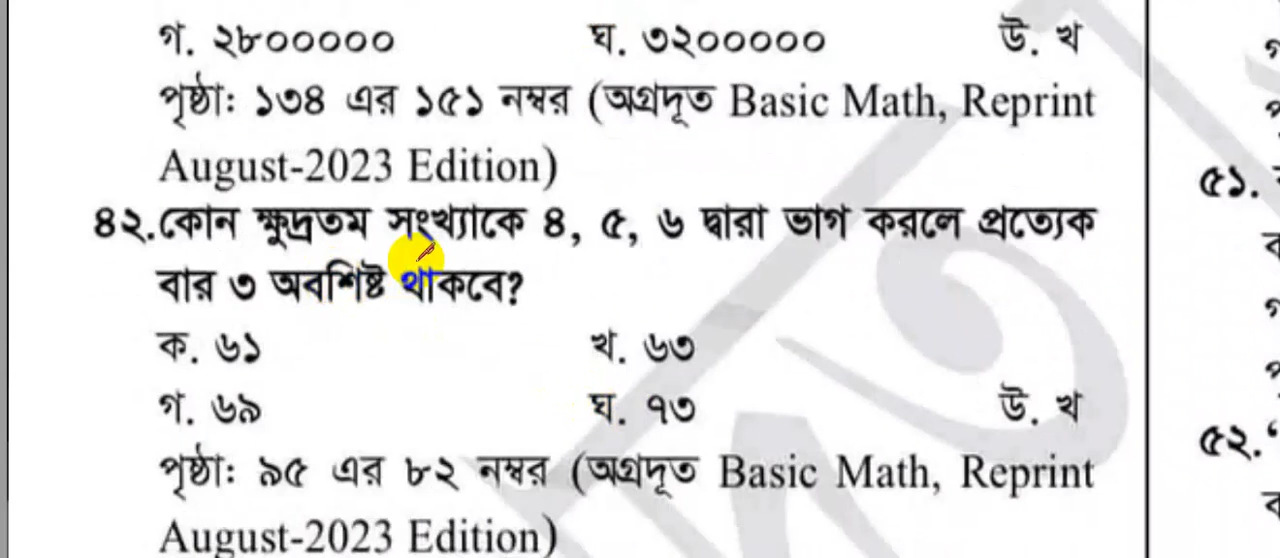 গ. ২৮০০০০০ ঘ. ৩২০০০০০ উ. খ
পৃষ্ঠা: ১৩৪ এর ১৫১ নম্বর (অগ্রদূত Basic Math, Reprint
August-2023 Edition)
৪২. কোন ক্ষুদ্রতম সংখ্যাকে ৪, ৫, ৬ দ্বারা ভাগ করলে প্রত্যেক
বার ৩ অবশিষ্ট থাকবে?
ক. ৬১ খ. ৬৩
গ. ৬৯ ঘ. ৭৩ উ. খ
পৃষ্ঠা: ৯৫ এর ৮২ নম্বর (অগ্রদূত Basic Math, Reprint
August-2023 Edition)
৫১.
৫২. ‘